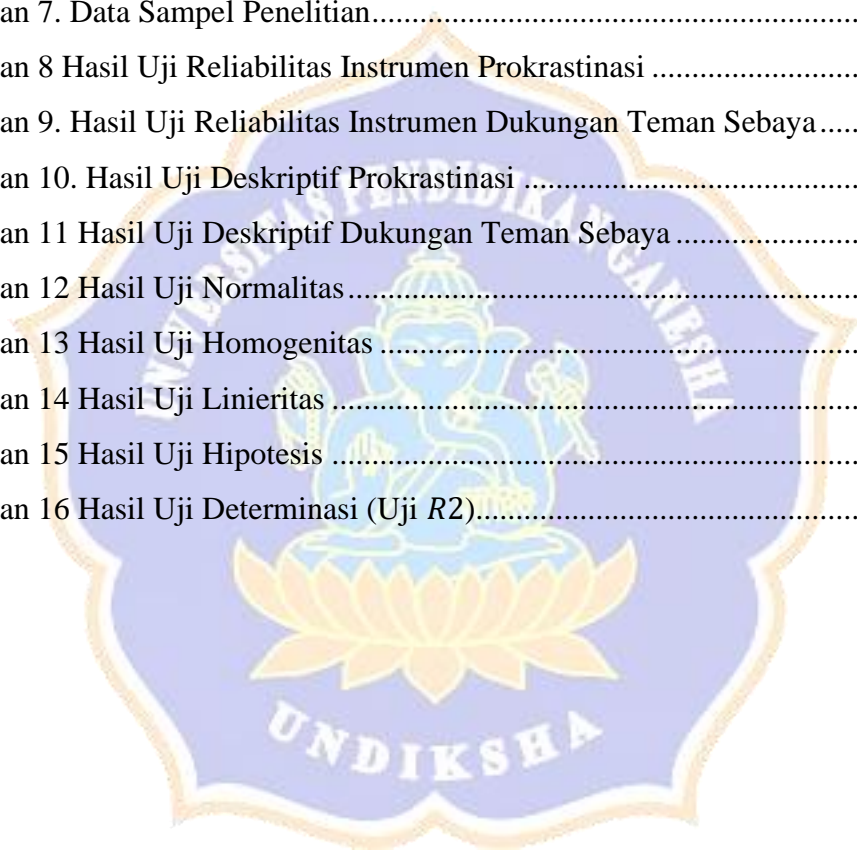 an 7. Data Sampel Penelitian................................................................
an 8 Hasil Uji Reliabilitas Instrumen Prokrastinasi ..........................
an 9. Hasil Uji Reliabilitas Instrumen Dukungan Teman Sebaya.....
an 10. Hasil Uji Deskriptif Prokrastinasi ..........................................
an 11 Hasil Uji Deskriptif Dukungan Teman Sebaya.......................
an 12 Hasil Uji Normalitas................................................................
an 13 Hasil Uji Homogenitas ............................................................
an 14 Hasil Uji Linieritas ..................................................................
an 15 Hasil Uji Hipotesis ..................................................................
an 16 Hasil Uji Determinasi (Uji R2)................................................
UNIVERSITAS PENDIDIKAN GANESHA
UNDIKSHA